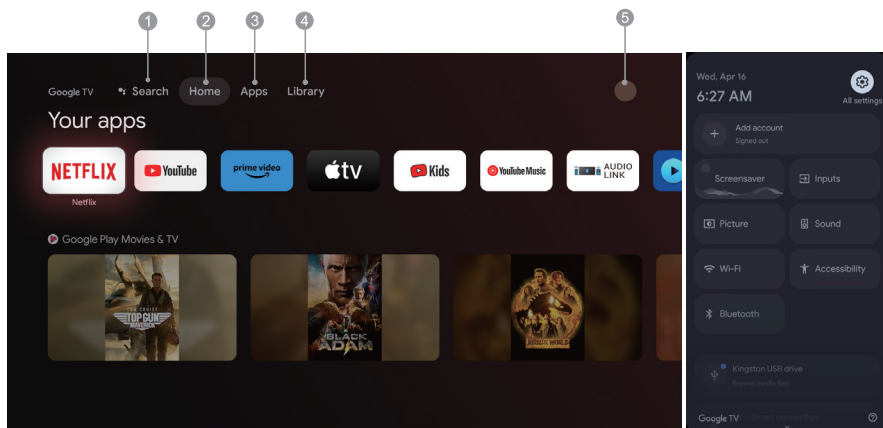 1 2 3 4 5
Google TV Search Home Apps Library
Your apps
NETFLIX YouTube prime video tv Kids YouTube Music AUDIO LINK
Netflix
Google Play Movies & TV
TOM CRUISE
TOP GUN
MAVERICK
BLACK
ADAM
JURASSIC WORLD
Wed, Apr 16
6:27 AM
All settings
Add account
Signed out
Screensaver
Inputs
Picture
Sound
Wi-Fi
Accessibility
Bluetooth
Kingston USB drive
Browse media files
Google TV